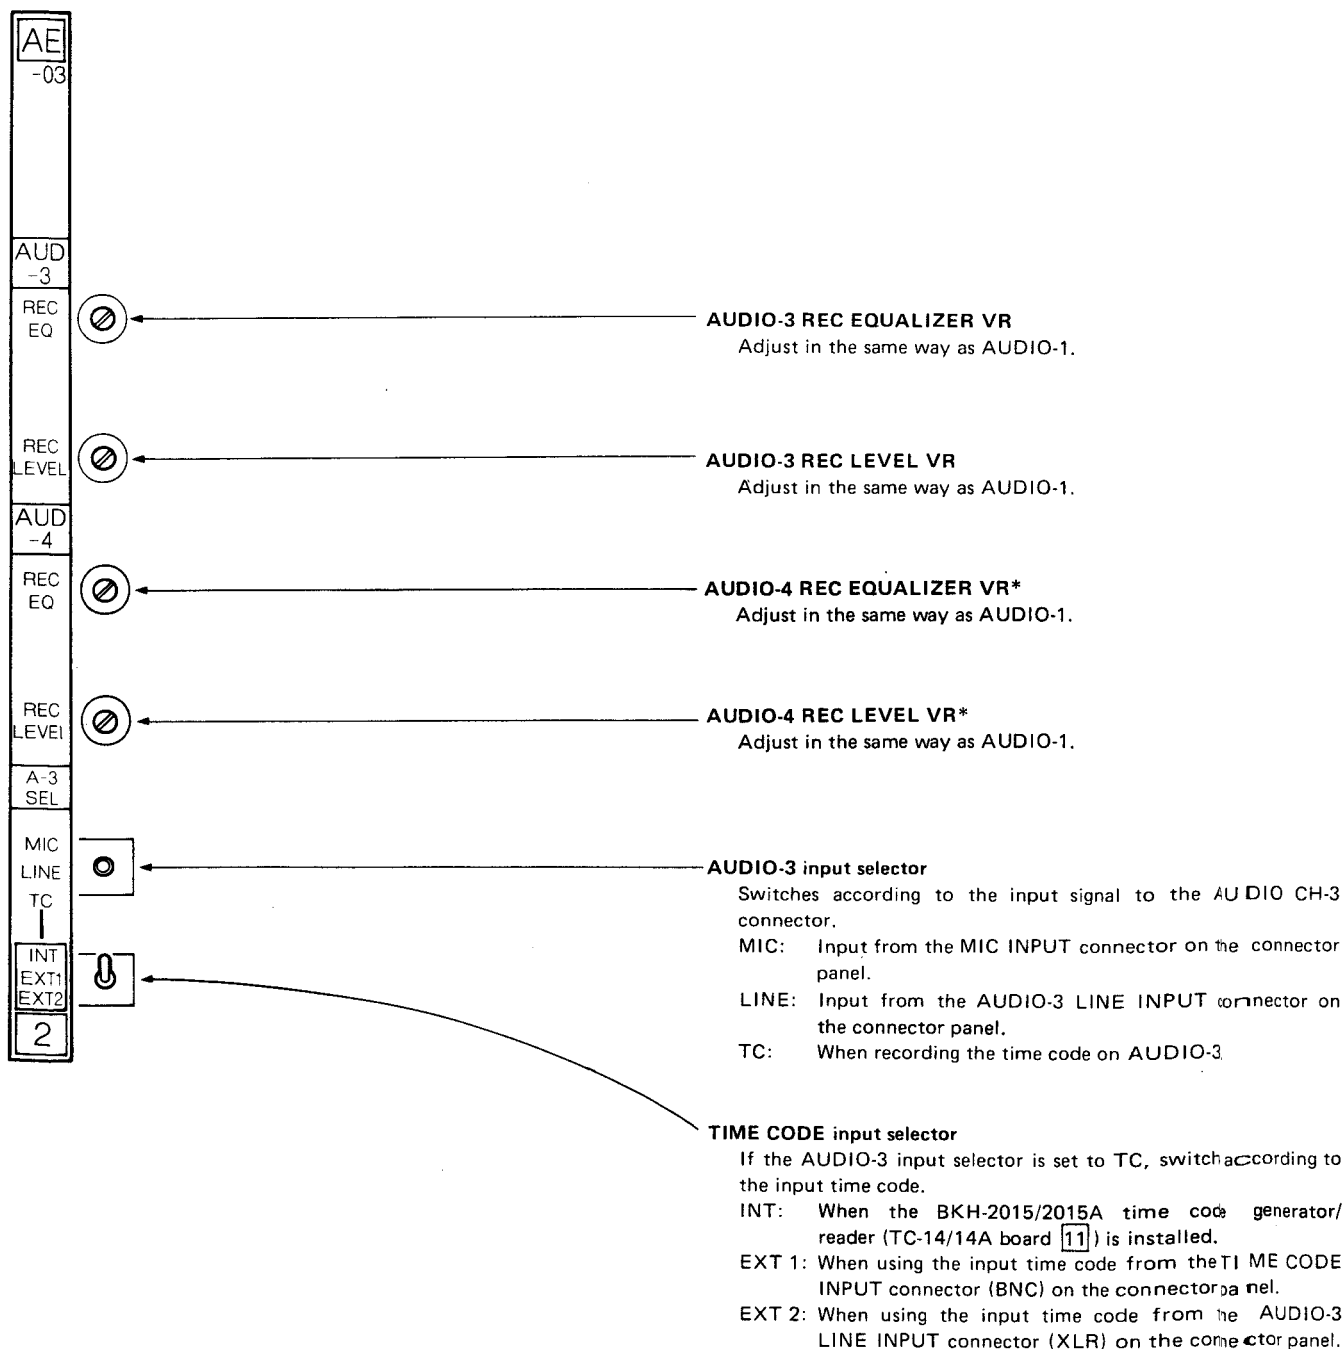 AE
-03
AUD
-3
REC
EQ
AUDIO-3 REC EQUALIZER VR
Adjust in the same way as AUDIO-1.
REC
LEVEL
AUDIO-3 REC LEVEL VR
Adjust in the same way as AUDIO-1.
AUD
-4
REC
EQ
AUDIO-4 REC EQUALIZER VR*
Adjust in the same way as AUDIO-1.
REC
LEVEL
AUDIO-4 REC LEVEL VR*
Adjust in the same way as AUDIO-1.
A-3
SEL
MIC
LINE
TC
INT
EXT1
EXT2
2
AUDIO-3 input selector
Switches according to the input signal to the AUDIO CH-3
connector.
MIC: Input from the MIC INPUT connector on the connector
panel.
LINE: Input from the AUDIO-3 LINE INPUT connector on
the connector panel.
TC: When recording the time code on AUDIO-3.
TIME CODE input selector
If the AUDIO-3 input selector is set to TC, switch according to
the input time code.
INT: When the BKH-2015/2015A time code generator/
reader (TC-14/14A board 11) is installed.
EXT 1: When using the input time code from the TIME CODE
INPUT connector (BNC) on the connector panel.
EXT 2: When using the input time code from the AUDIO-3
LINE INPUT connector (XLR) on the connector panel.